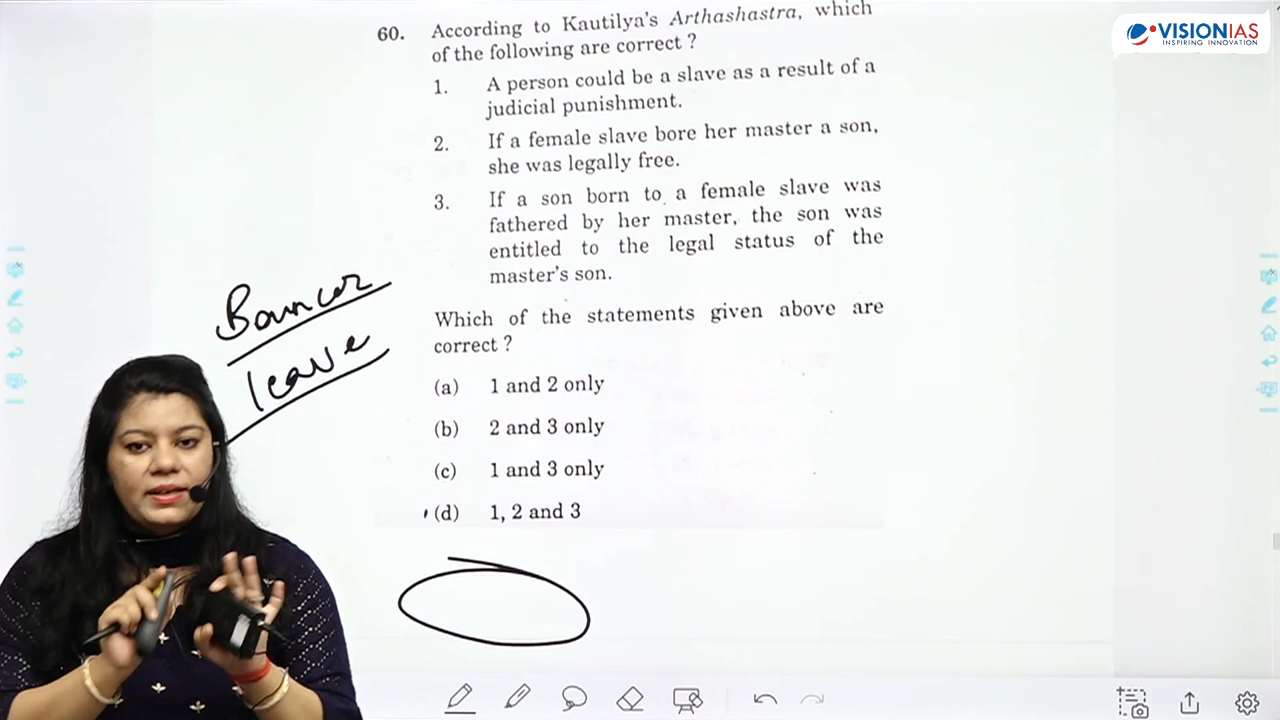 VISIONIAS
INSPIRING INNOVATION
60. According to Kautilya's Arthashastra, which
of the following are correct ?
1. A person could be a slave as a result of a
judicial punishment.
2. If a female slave bore her master a son,
she was legally free.
3. If a son born to a female slave was
fathered by her master, the son was
entitled to the legal status of the
master's son.
Which of the statements given above are
correct ?
(a) 1 and 2 only
(b) 2 and 3 only
(c) 1 and 3 only
(d) 1, 2 and 3
Bouncer
leave